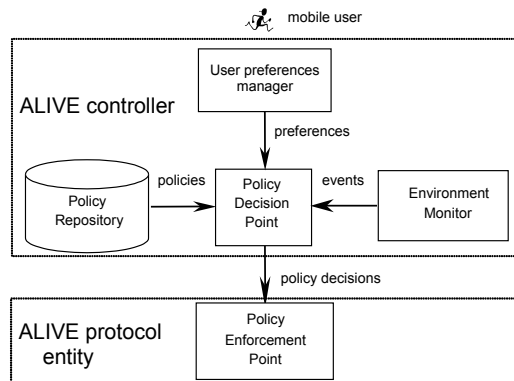 mobile user
User preferences
manager
ALIVE controller
preferences
Policy
Repository
policies
Policy
Decision
Point
events
Environment
Monitor
policy decisions
ALIVE protocol
entity
Policy
Enforcement
Point